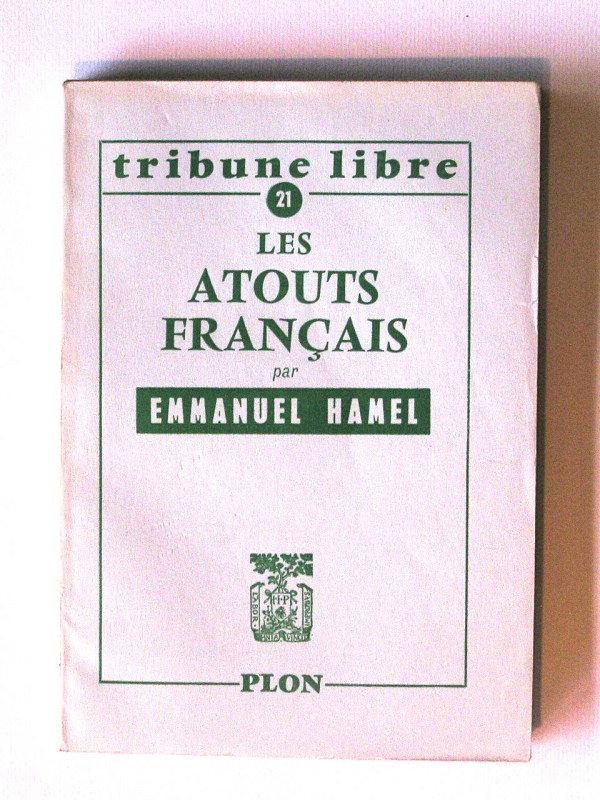 tribune libre
21
LES
ATOUTS
FRANÇAIS
par
EMMANUEL HAMEL
H P
PLON